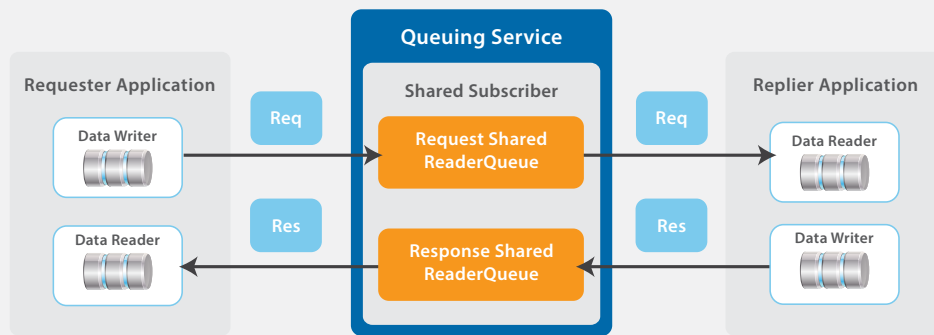 Queuing Service
Requester Application
Shared Subscriber
Replier Application
Data Writer
Req
Request Shared
ReaderQueue
Req
Data Reader
Data Reader
Res
Response Shared
ReaderQueue
Res
Data Writer